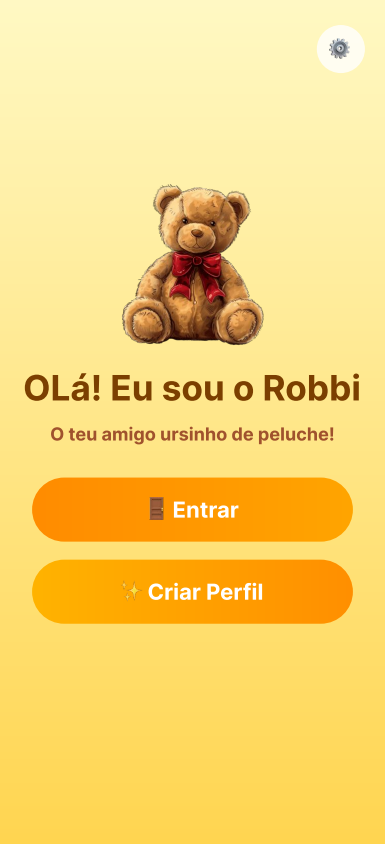 OLá! Eu sou o Robbi
O teu amigo ursinho de peluche!
🚪 Entrar
✨ Criar Perfil